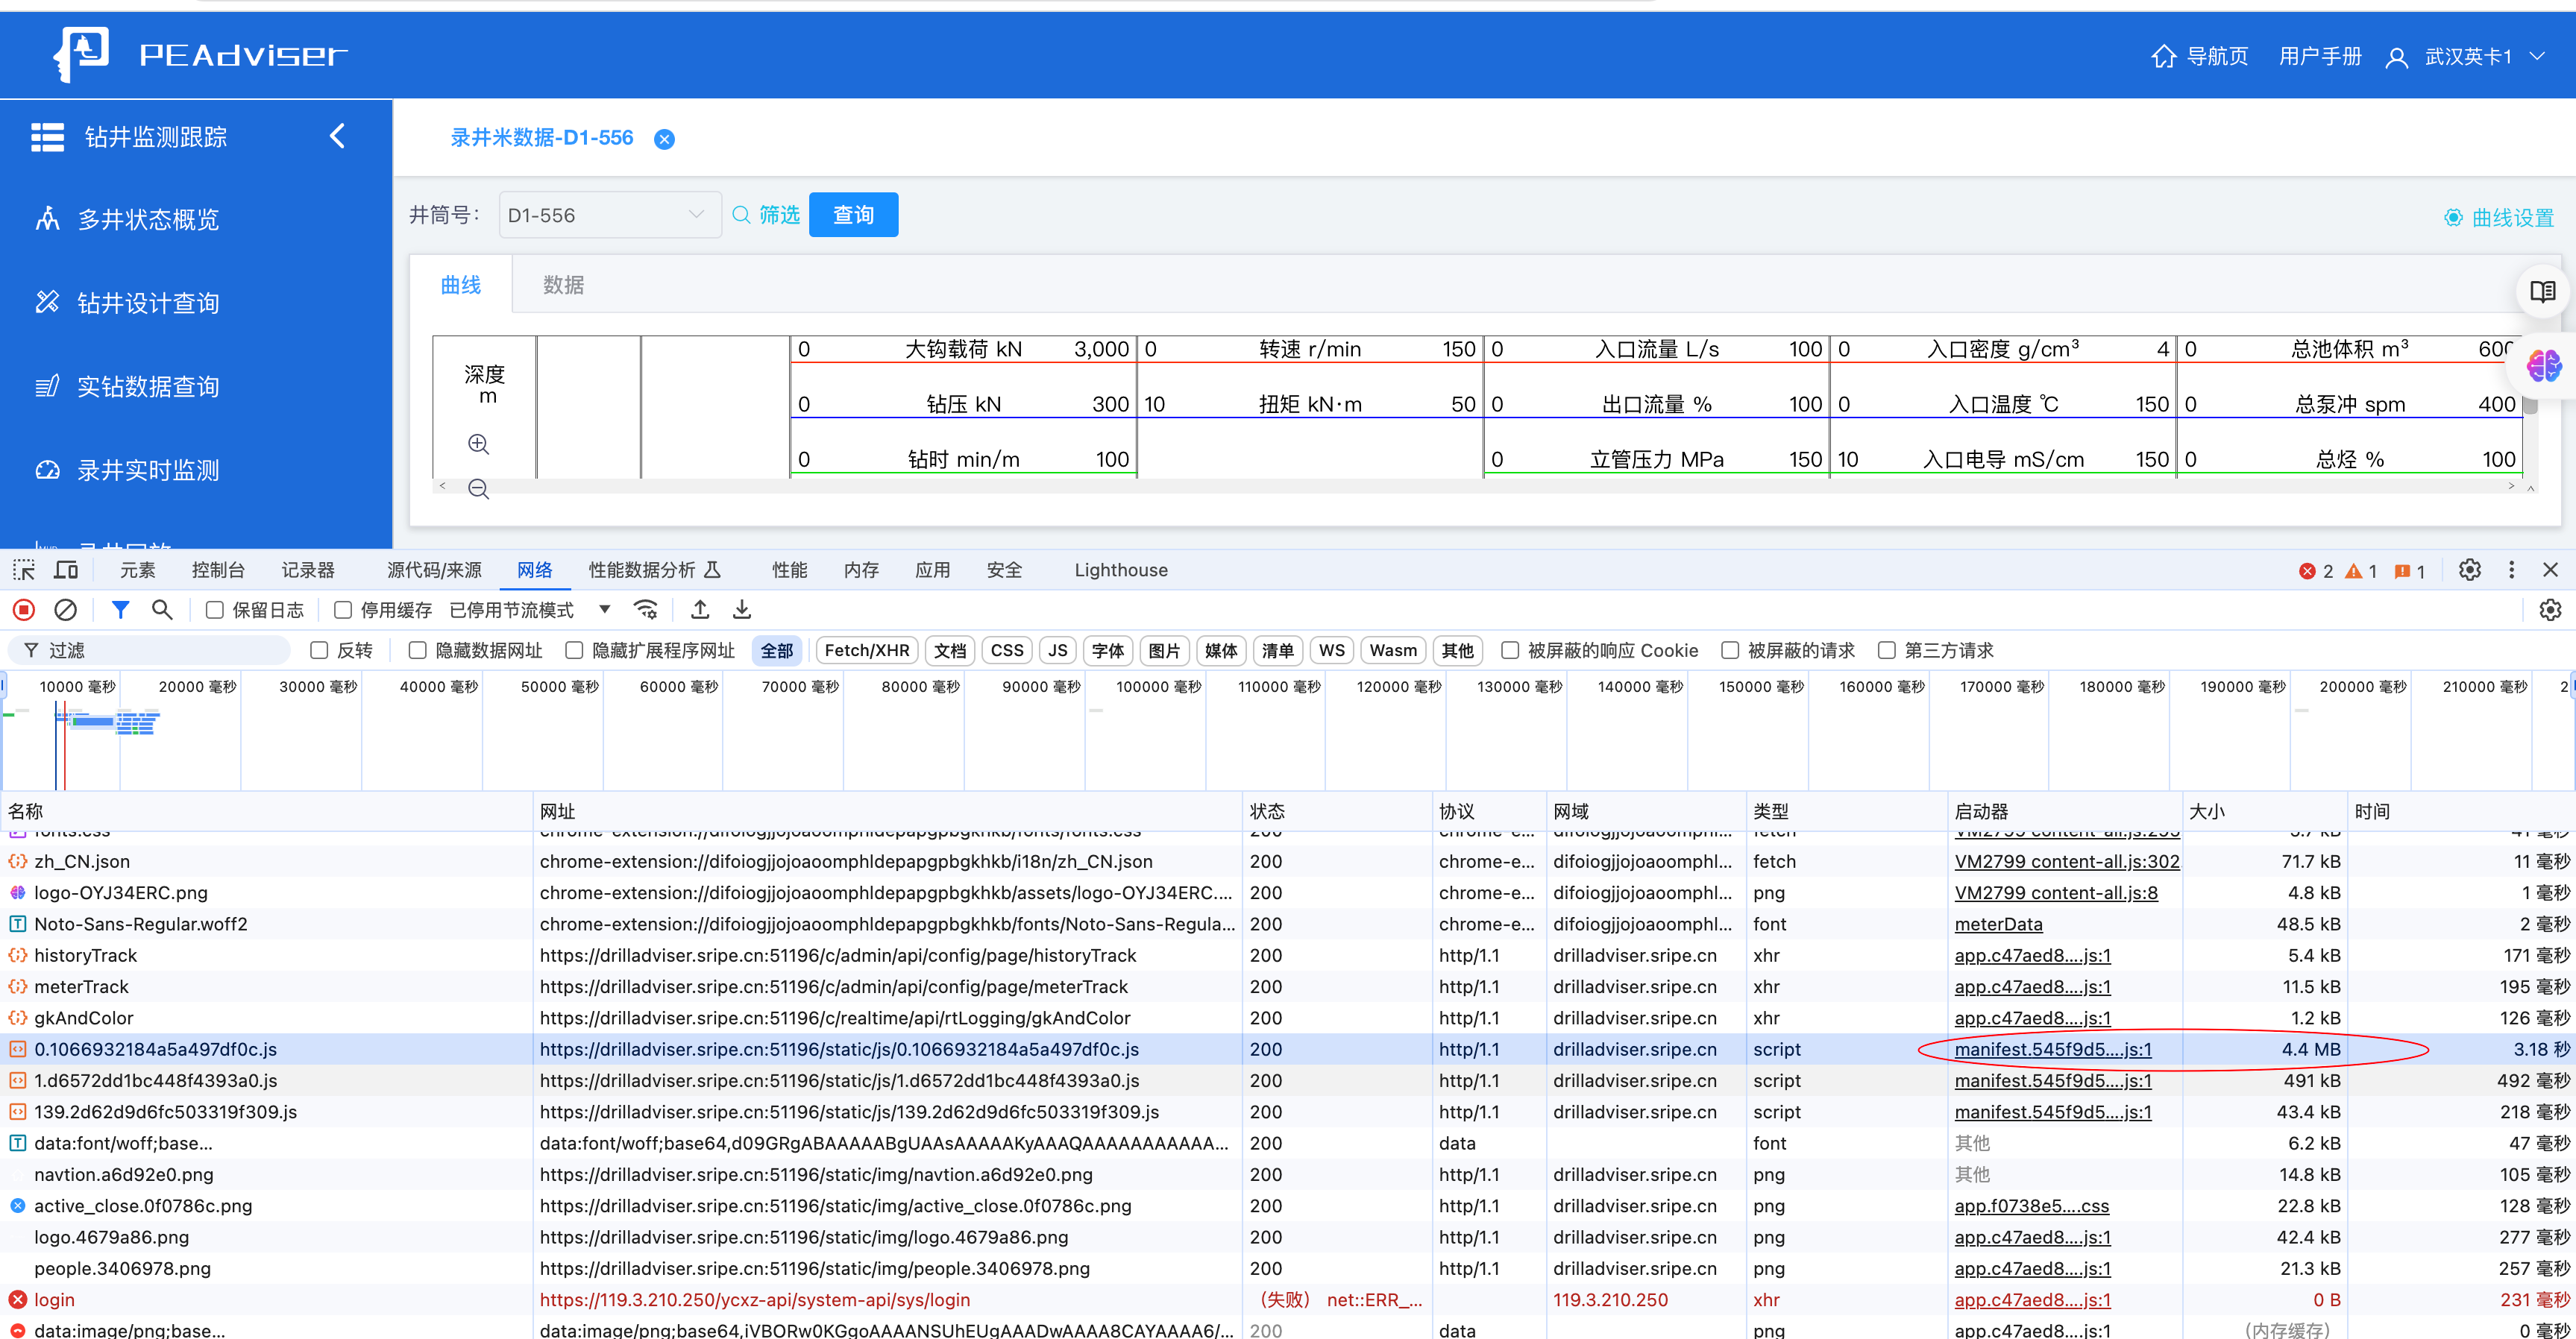 PEAdviser
导航页 用户手册 武汉英卡1
钻井监测跟踪
多井状态概览
钻井设计查询
实钻数据查询
录井实时监测
录井米数据-D1-556
井筒号： D1-556 筛选 查询 曲线设置
曲线 数据
深度
m
0 大钩载荷 kN 3,000 0 转速 r/min 150 0 入口流量 L/s 100 0 入口密度 g/cm³ 4 0 总池体积 m³ 600
0 钻压 kN 300 10 扭矩 kN·m 50 0 出口流量 % 100 0 入口温度 ℃ 150 0 总泵冲 spm 400
0 钻时 min/m 100 0 立管压力 MPa 150 10 入口电导 mS/cm 150 0 总烃 % 100
元素 控制台 记录器 源代码/来源 网络 性能数据分析 性能 内存 应用 安全 Lighthouse 2 1 1
保留日志 停用缓存 已停用节流模式
过滤 反转 隐藏数据网址 隐藏扩展程序网址 全部 Fetch/XHR 文档 CSS JS 字体 图片 媒体 清单 WS Wasm 其他 被屏蔽的响应 Cookie 被屏蔽的请求 第三方请求
10000 毫秒 20000 毫秒 30000 毫秒 40000 毫秒 50000 毫秒 60000 毫秒 70000 毫秒 80000 毫秒 90000 毫秒 100000 毫秒 110000 毫秒 120000 毫秒 130000 毫秒 140000 毫秒 150000 毫秒 160000 毫秒 170000 毫秒 180000 毫秒 190000 毫秒 200000 毫秒 210000 毫秒 2
名称 网址 状态 协议 网域 类型 启动器 大小 时间
fonts.css chrome-extension://difoiogjjojoaoomphldepapgpbgkhkb/fonts/fonts.css 200 chrome-e... difoiogjjojoaoomphl... fetch VM2799 content-all.js:295 5.7 kB 41 毫秒
zh_CN.json chrome-extension://difoiogjjojoaoomphldepapgpbgkhkb/i18n/zh_CN.json 200 chrome-e... difoiogjjojoaoomphl... fetch VM2799 content-all.js:302 71.7 kB 11 毫秒
logo-OYJ34ERC.png chrome-extension://difoiogjjojoaoomphldepapgpbgkhkb/assets/logo-OYJ34ERC.... 200 chrome-e... difoiogjjojoaoomphl... png VM2799 content-all.js:8 4.8 kB 1 毫秒
Noto-Sans-Regular.woff2 chrome-extension://difoiogjjojoaoomphldepapgpbgkhkb/fonts/Noto-Sans-Regula... 200 chrome-e... difoiogjjojoaoomphl... font meterData 48.5 kB 2 毫秒
historyTrack https://drilladviser.sripe.cn:51196/c/admin/api/config/page/historyTrack 200 http/1.1 drilladviser.sripe.cn xhr app.c47aed8....js:1 5.4 kB 171 毫秒
meterTrack https://drilladviser.sripe.cn:51196/c/admin/api/config/page/meterTrack 200 http/1.1 drilladviser.sripe.cn xhr app.c47aed8....js:1 11.5 kB 195 毫秒
gkAndColor https://drilladviser.sripe.cn:51196/c/realtime/api/rtLogging/gkAndColor 200 http/1.1 drilladviser.sripe.cn xhr app.c47aed8....js:1 1.2 kB 126 毫秒
0.1066932184a5a497df0c.js https://drilladviser.sripe.cn:51196/static/js/0.1066932184a5a497df0c.js 200 http/1.1 drilladviser.sripe.cn script manifest.545f9d5....js:1 4.4 MB 3.18 秒
1.d6572dd1bc448f4393a0.js https://drilladviser.sripe.cn:51196/static/js/1.d6572dd1bc448f4393a0.js 200 http/1.1 drilladviser.sripe.cn script manifest.545f9d5....js:1 491 kB 492 毫秒
139.2d62d9d6fc503319f309.js https://drilladviser.sripe.cn:51196/static/js/139.2d62d9d6fc503319f309.js 200 http/1.1 drilladviser.sripe.cn script manifest.545f9d5....js:1 43.4 kB 218 毫秒
data:font/woff;base... data:font/woff;base64,d09GRgABAAAAABgUAAsAAAAAKyAAAQAAAAAAAAAAA... 200 data font 其他 6.2 kB 47 毫秒
navtion.a6d92e0.png https://drilladviser.sripe.cn:51196/static/img/navtion.a6d92e0.png 200 http/1.1 drilladviser.sripe.cn png 其他 14.8 kB 105 毫秒
active_close.0f0786c.png https://drilladviser.sripe.cn:51196/static/img/active_close.0f0786c.png 200 http/1.1 drilladviser.sripe.cn png app.f0738e5....css 22.8 kB 128 毫秒
logo.4679a86.png https://drilladviser.sripe.cn:51196/static/img/logo.4679a86.png 200 http/1.1 drilladviser.sripe.cn png app.c47aed8....js:1 42.4 kB 277 毫秒
people.3406978.png https://drilladviser.sripe.cn:51196/static/img/people.3406978.png 200 http/1.1 drilladviser.sripe.cn png app.c47aed8....js:1 21.3 kB 257 毫秒
login https://119.3.210.250/ycxz-api/system-api/sys/login （失败） net::ERR_... 119.3.210.250 xhr app.c47aed8....js:1 0 B 231 毫秒
data:image/png;base... data:image/png;base64,iVBORw0KGgoAAAANSUhEUgAAADwAAAA8CAYAAAA6/... 200 data png app.c47aed8....js:1 （内存缓存） 0 毫秒